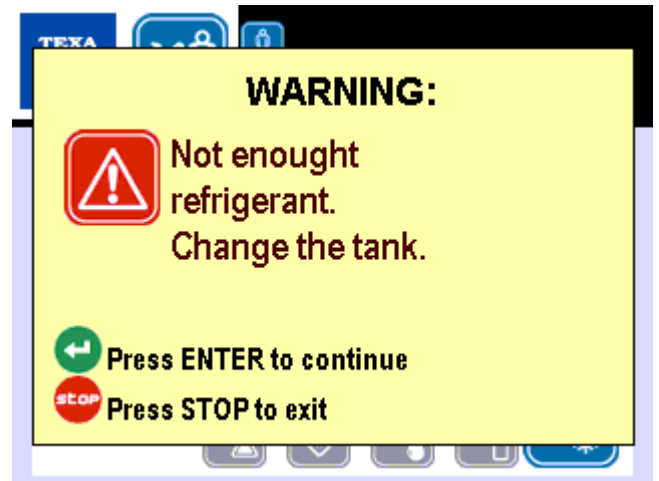 TEXA
WARNING:
Not enought
refrigerant.
Change the tank.
Press ENTER to continue
stop Press STOP to exit